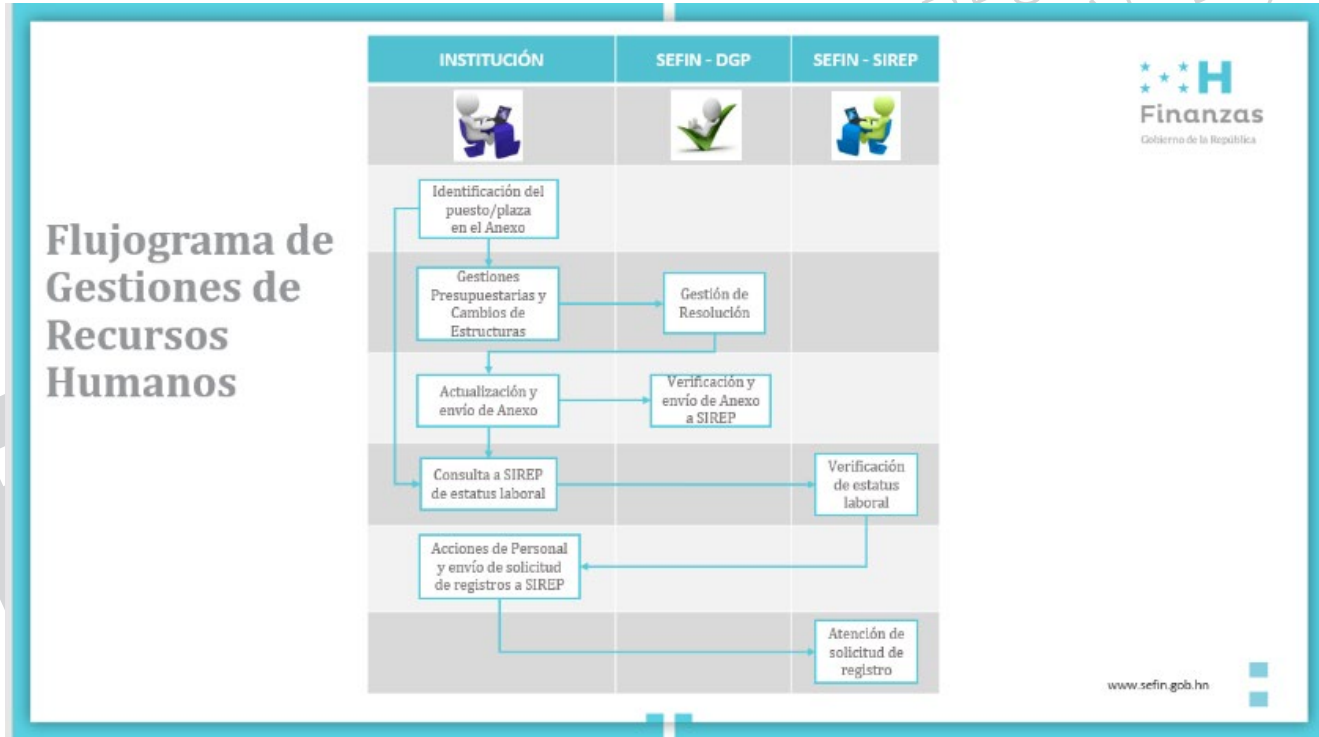 INSTITUCIÓN
SEFIN - DGP
SEFIN - SIREP
H
Finanzas
Gobierno de la República
Flujograma de
Gestiones de
Recursos
Humanos
Identificación del
puesto/plaza
en el Anexo
Gestiones
Presupuestarias y
Cambios de
Estructuras
Gestión de
Resolución
Actualización y
envío de Anexo
Verificación y
envío de Anexo
a SIREP
Consulta a SIREP
de estatus laboral
Verificación
de estatus
laboral
Acciones de Personal
y envío de solicitud
de registros a SIREP
Atención de
solicitud de
registro
www.sefin.gob.hn